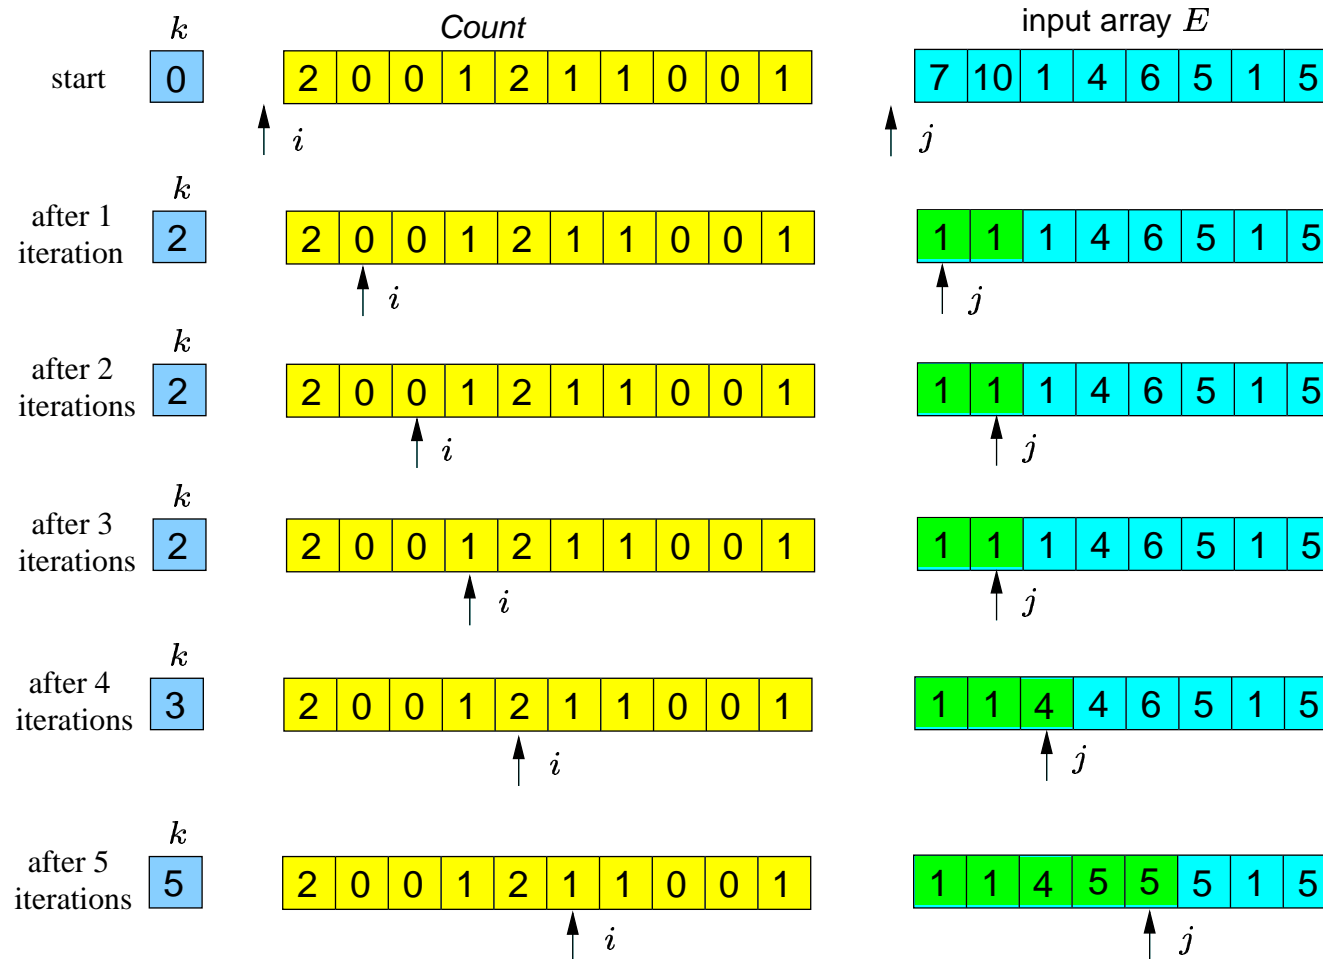 k Count input array E
start 0 2 0 0 1 2 1 1 0 0 1 7 10 1 4 6 5 1 5
i j
k
after 1
iteration 2 2 0 0 1 2 1 1 0 0 1 1 1 1 4 6 5 1 5
i j
k
after 2
iterations 2 2 0 0 1 2 1 1 0 0 1 1 1 1 4 6 5 1 5
i j
k
after 3
iterations 2 2 0 0 1 2 1 1 0 0 1 1 1 1 4 6 5 1 5
i j
k
after 4
iterations 3 2 0 0 1 2 1 1 0 0 1 1 1 4 4 6 5 1 5
i j
k
after 5
iterations 5 2 0 0 1 2 1 1 0 0 1 1 1 4 5 5 5 1 5
i j